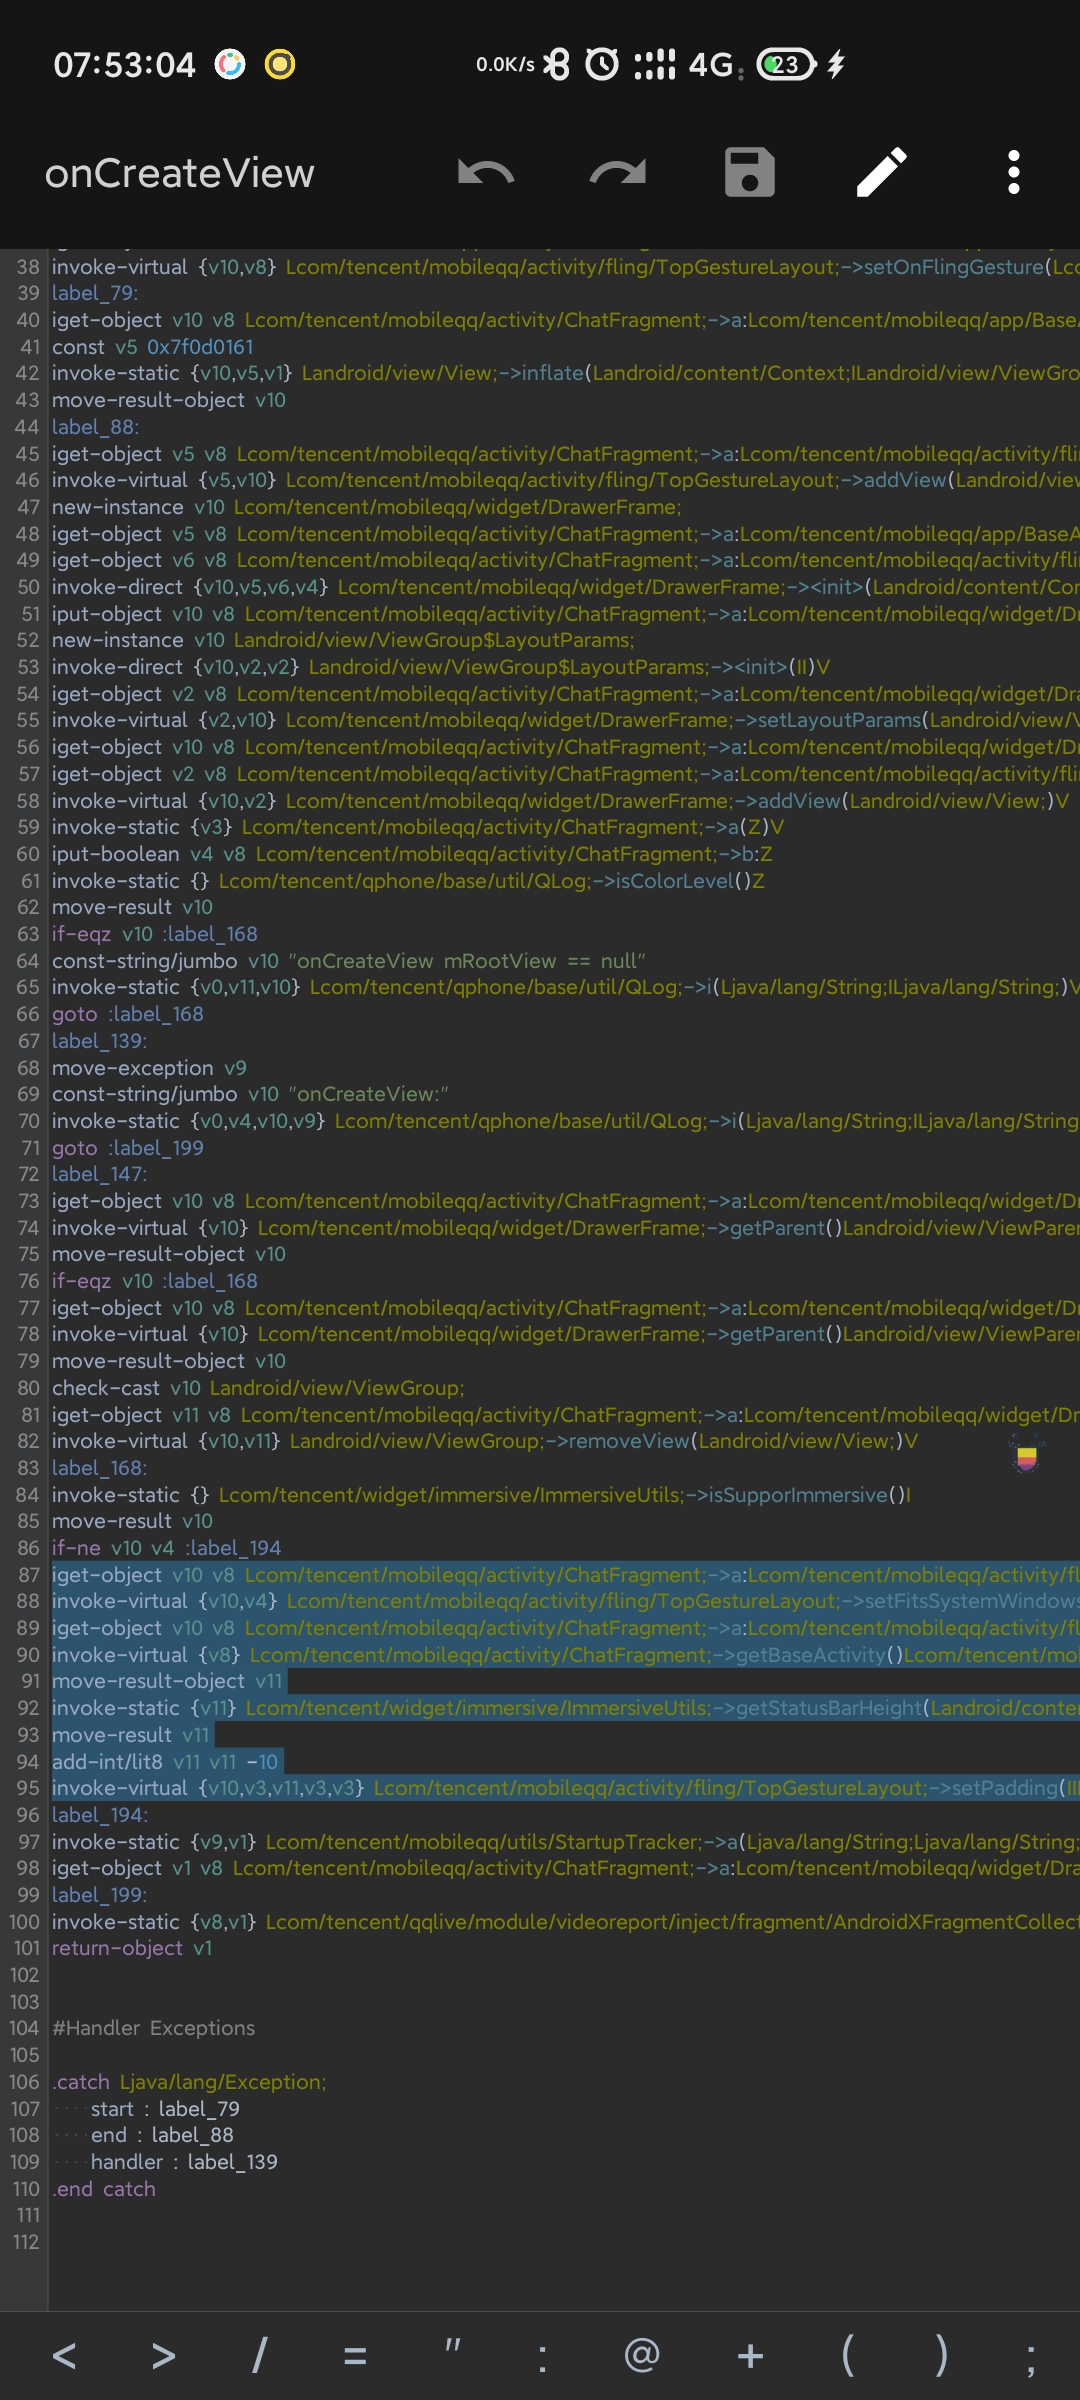 07:53:04 0.0K/s 4G 23
onCreateView
38 invoke-virtual {v10,v8} Lcom/tencent/mobileqq/activity/fling/TopGestureLayout;->setOnFlingGesture(Lco
39 label_79:
40 iget-object v10 v8 Lcom/tencent/mobileqq/activity/ChatFragment;->a:Lcom/tencent/mobileqq/app/Base
41 const v5 0x7f0d0161
42 invoke-static {v10,v5,v1} Landroid/view/View;->inflate(Landroid/content/Context;ILandroid/view/ViewGro
43 move-result-object v10
44 label_88:
45 iget-object v5 v8 Lcom/tencent/mobileqq/activity/ChatFragment;->a:Lcom/tencent/mobileqq/activity/fli
46 invoke-virtual {v5,v10} Lcom/tencent/mobileqq/activity/fling/TopGestureLayout;->addView(Landroid/view
47 new-instance v10 Lcom/tencent/mobileqq/widget/DrawerFrame;
48 iget-object v5 v8 Lcom/tencent/mobileqq/activity/ChatFragment;->a:Lcom/tencent/mobileqq/app/BaseA
49 iget-object v6 v8 Lcom/tencent/mobileqq/activity/ChatFragment;->a:Lcom/tencent/mobileqq/activity/fli
50 invoke-direct {v10,v5,v6,v4} Lcom/tencent/mobileqq/widget/DrawerFrame;-><init>(Landroid/content/Con
51 iput-object v10 v8 Lcom/tencent/mobileqq/activity/ChatFragment;->a:Lcom/tencent/mobileqq/widget/Dr
52 new-instance v10 Landroid/view/ViewGroup$LayoutParams;
53 invoke-direct {v10,v2,v2} Landroid/view/ViewGroup$LayoutParams;-><init>(II)V
54 iget-object v2 v8 Lcom/tencent/mobileqq/activity/ChatFragment;->a:Lcom/tencent/mobileqq/widget/Dra
55 invoke-virtual {v2,v10} Lcom/tencent/mobileqq/widget/DrawerFrame;->setLayoutParams(Landroid/view/V
56 iget-object v10 v8 Lcom/tencent/mobileqq/activity/ChatFragment;->a:Lcom/tencent/mobileqq/widget/Dr
57 iget-object v2 v8 Lcom/tencent/mobileqq/activity/ChatFragment;->a:Lcom/tencent/mobileqq/activity/fli
58 invoke-virtual {v10,v2} Lcom/tencent/mobileqq/widget/DrawerFrame;->addView(Landroid/view/View;)V
59 invoke-static {v3} Lcom/tencent/mobileqq/activity/ChatFragment;->a(Z)V
60 iput-boolean v4 v8 Lcom/tencent/mobileqq/activity/ChatFragment;->b:Z
61 invoke-static {} Lcom/tencent/qphone/base/util/QLog;->isColorLevel()Z
62 move-result v10
63 if-eqz v10 :label_168
64 const-string/jumbo v10 "onCreateView mRootView == null"
65 invoke-static {v0,v11,v10} Lcom/tencent/qphone/base/util/QLog;->i(Ljava/lang/String;ILjava/lang/String;)V
66 goto :label_168
67 label_139:
68 move-exception v9
69 const-string/jumbo v10 "onCreateView:"
70 invoke-static {v0,v4,v10,v9} Lcom/tencent/qphone/base/util/QLog;->i(Ljava/lang/String;ILjava/lang/String
71 goto :label_199
72 label_147:
73 iget-object v10 v8 Lcom/tencent/mobileqq/activity/ChatFragment;->a:Lcom/tencent/mobileqq/widget/Dr
74 invoke-virtual {v10} Lcom/tencent/mobileqq/widget/DrawerFrame;->getParent()Landroid/view/ViewParen
75 move-result-object v10
76 if-eqz v10 :label_168
77 iget-object v10 v8 Lcom/tencent/mobileqq/activity/ChatFragment;->a:Lcom/tencent/mobileqq/widget/Dr
78 invoke-virtual {v10} Lcom/tencent/mobileqq/widget/DrawerFrame;->getParent()Landroid/view/ViewParen
79 move-result-object v10
80 check-cast v10 Landroid/view/ViewGroup;
81 iget-object v11 v8 Lcom/tencent/mobileqq/activity/ChatFragment;->a:Lcom/tencent/mobileqq/widget/Dr
82 invoke-virtual {v10,v11} Landroid/view/ViewGroup;->removeView(Landroid/view/View;)V
83 label_168:
84 invoke-static {} Lcom/tencent/widget/immersive/ImmersiveUtils;->isSupporImmersive()I
85 move-result v10
86 if-ne v10 v4 :label_194
87 iget-object v10 v8 Lcom/tencent/mobileqq/activity/ChatFragment;->a:Lcom/tencent/mobileqq/activity/fl
88 invoke-virtual {v10,v4} Lcom/tencent/mobileqq/activity/fling/TopGestureLayout;->setFitsSystemWindows
89 iget-object v10 v8 Lcom/tencent/mobileqq/activity/ChatFragment;->a:Lcom/tencent/mobileqq/activity/fl
90 invoke-virtual {v8} Lcom/tencent/mobileqq/activity/ChatFragment;->getBaseActivity()Lcom/tencent/mo
91 move-result-object v11
92 invoke-static {v11} Lcom/tencent/widget/immersive/ImmersiveUtils;->getStatusBarHeight(Landroid/conte
93 move-result v11
94 add-int/lit8 v11 v11 -10
95 invoke-virtual {v10,v3,v11,v3,v3} Lcom/tencent/mobileqq/activity/fling/TopGestureLayout;->setPadding(III
96 label_194:
97 invoke-static {v9,v1} Lcom/tencent/mobileqq/utils/StartupTracker;->a(Ljava/lang/String;Ljava/lang/String;
98 iget-object v1 v8 Lcom/tencent/mobileqq/activity/ChatFragment;->a:Lcom/tencent/mobileqq/widget/Dra
99 label_199:
100 invoke-static {v8,v1} Lcom/tencent/qqlive/module/videoreport/inject/fragment/AndroidXFragmentCollect
101 return-object v1
102
103
104 #Handler Exceptions
105
106 .catch Ljava/lang/Exception;
107 start : label_79
108 end : label_88
109 handler : label_139
110 .end catch
111
112
< > / = " : @ + ( ) ;